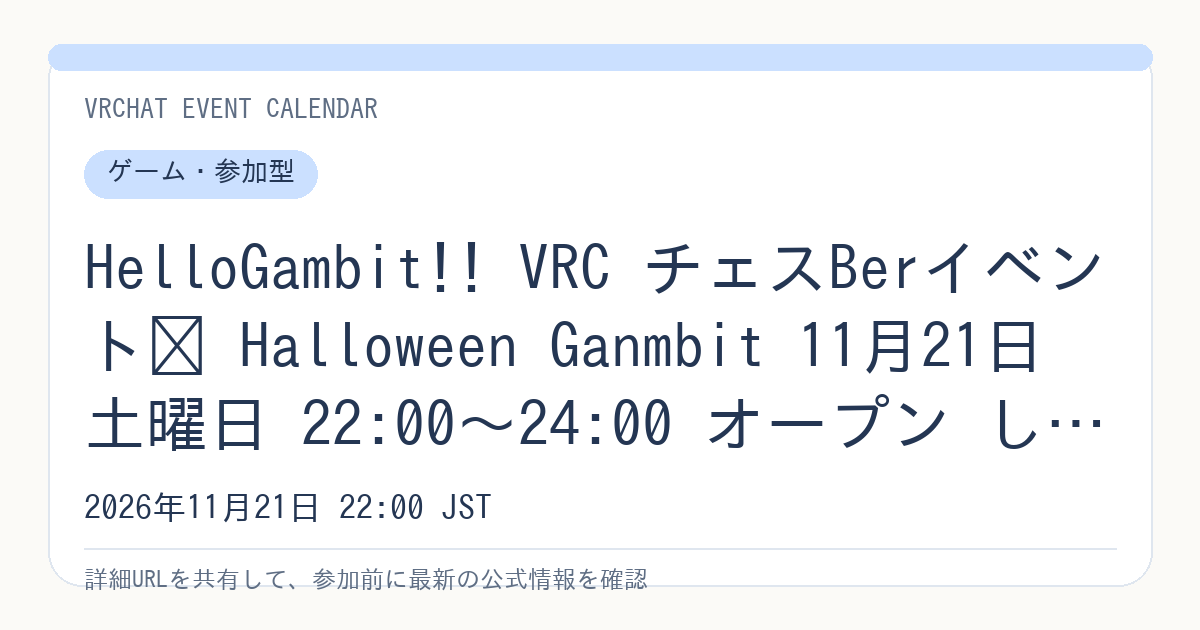 VRCHAT EVENT CALENDAR
ゲーム・参加型
HelloGambit!! VRC チェスBerイベン
ト Halloween Ganmbit 11月21日
土曜日 22:00～24:00 オープン し…
2026年11月21日 22:00 JST
詳細URLを共有して、参加前に最新の公式情報を確認